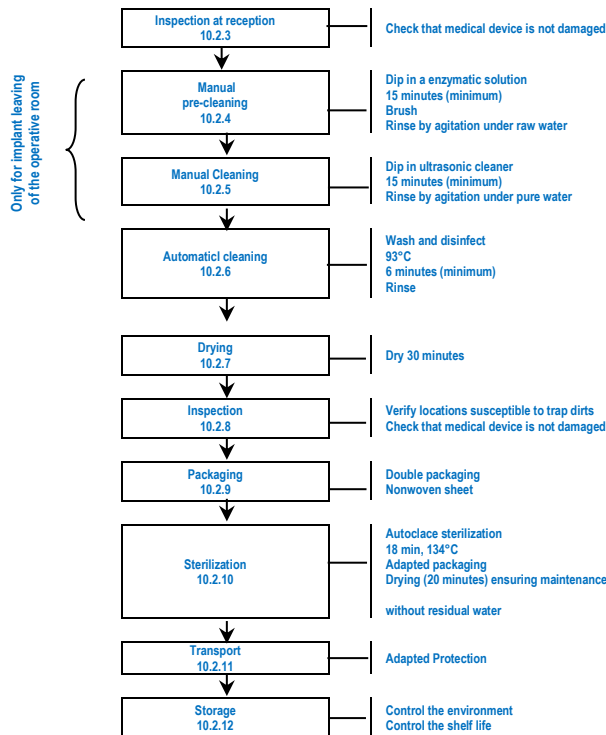 Inspection at reception
10.2.3
Check that medical device is not damaged
Only for implant leaving
of the operative room
Manual
pre-cleaning
10.2.4
Dip in a enzymatic solution
15 minutes (minimum)
Brush
Rinse by agitation under raw water
Manual Cleaning
10.2.5
Dip in ultrasonic cleaner
15 minutes (minimum)
Rinse by agitation under pure water
Automaticl cleaning
10.2.6
Wash and disinfect
93°C
6 minutes (minimum)
Rinse
Drying
10.2.7
Dry 30 minutes
Inspection
10.2.8
Verify locations susceptible to trap dirts
Check that medical device is not damaged
Packaging
10.2.9
Double packaging
Nonwoven sheet
Sterilization
10.2.10
Autoclace sterilization
18 min, 134°C
Adapted packaging
Drying (20 minutes) ensuring maintenance
without residual water
Transport
10.2.11
Adapted Protection
Storage
10.2.12
Control the environment
Control the shelf life